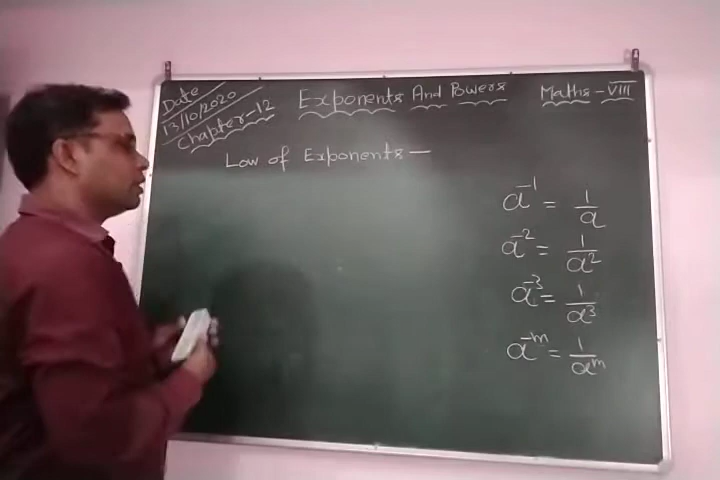 Date
13/10/2020
Chapter-12
Exponents And Powers
Maths-VIII
Law of Exponents —
a⁻¹ = 1/a
a⁻² = 1/a²
a⁻³ = 1/a³
a⁻ᵐ = 1/aᵐ